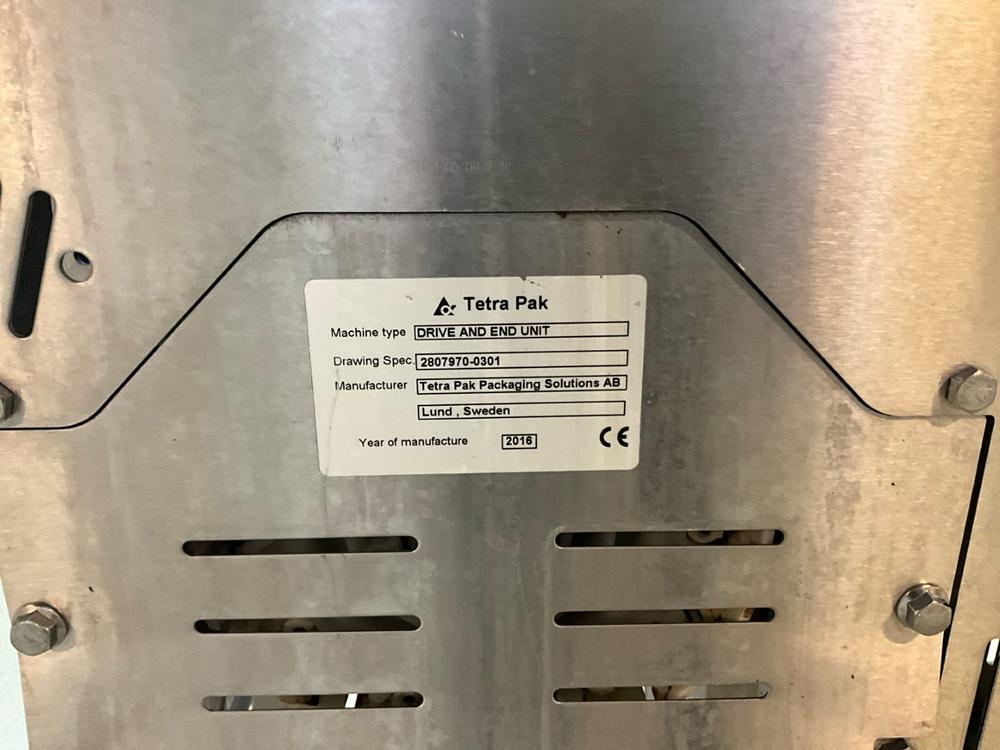 Tetra Pak
Machine type DRIVE AND END UNIT
Drawing Spec. 2807970-0301
Manufacturer Tetra Pak Packaging Solutions AB
Lund , Sweden
Year of manufacture 2016 CE